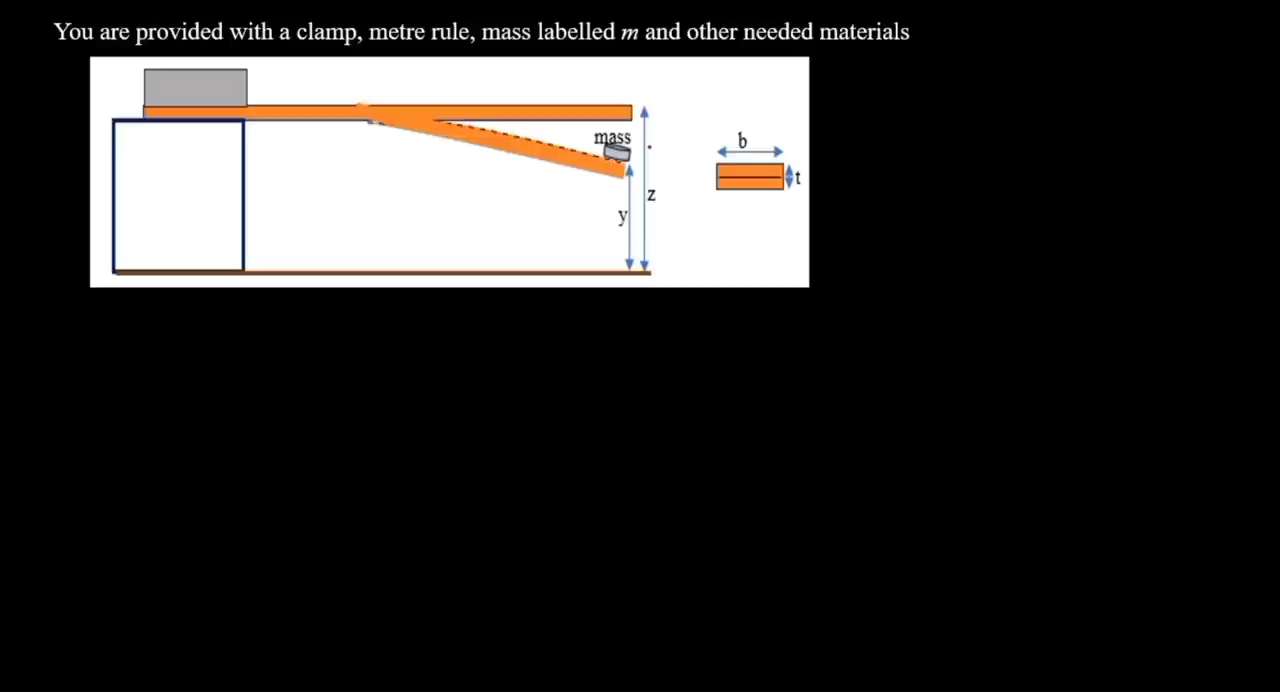 You are provided with a clamp, metre rule, mass labelled m and other needed materials
mass
b
t
z
y